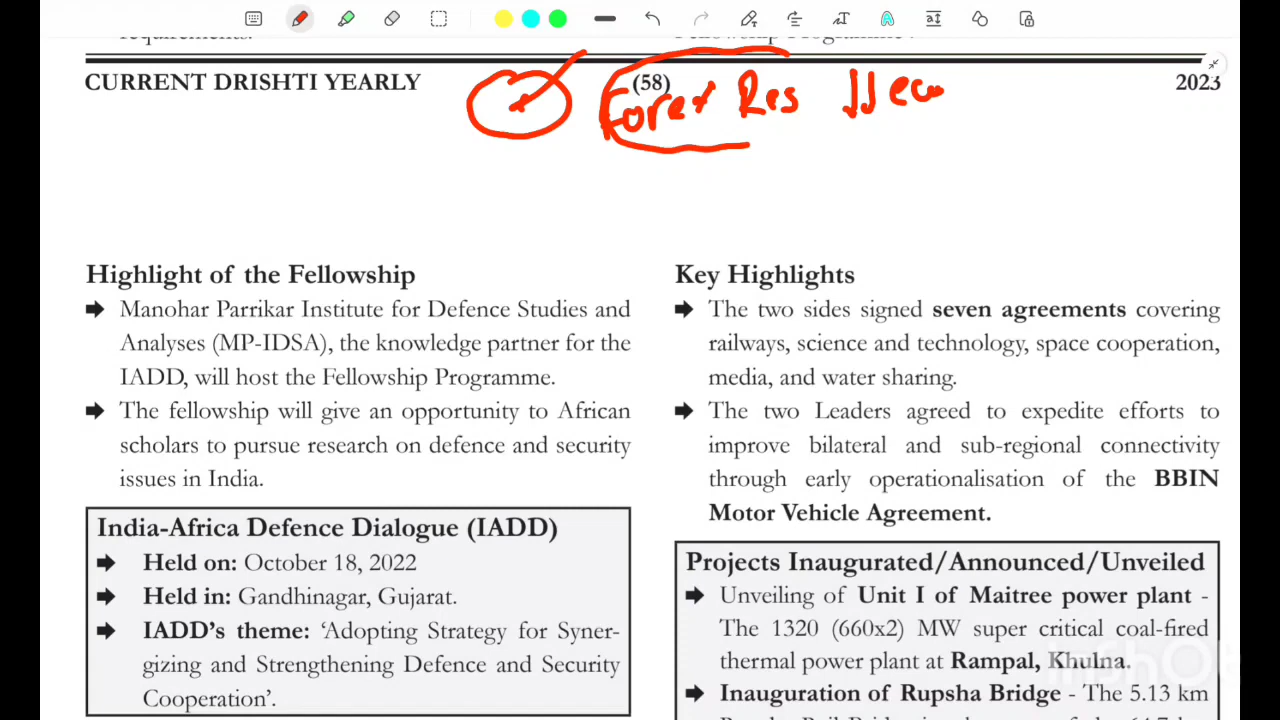 requirements.
Fellowship Programme'.
CURRENT DRISHTI YEARLY
(58)
2023
Forex Res
Highlight of the Fellowship
➔ Manohar Parrikar Institute for Defence Studies and
Analyses (MP-IDSA), the knowledge partner for the
IADD, will host the Fellowship Programme.
➔ The fellowship will give an opportunity to African
scholars to pursue research on defence and security
issues in India.
India-Africa Defence Dialogue (IADD)
➔ Held on: October 18, 2022
➔ Held in: Gandhinagar, Gujarat.
➔ IADD's theme: 'Adopting Strategy for Syner-
gizing and Strengthening Defence and Security
Cooperation'.
Key Highlights
➔ The two sides signed seven agreements covering
railways, science and technology, space cooperation,
media, and water sharing.
➔ The two Leaders agreed to expedite efforts to
improve bilateral and sub-regional connectivity
through early operationalisation of the BBIN
Motor Vehicle Agreement.
Projects Inaugurated/Announced/Unveiled
➔ Unveiling of Unit I of Maitree power plant -
The 1320 (660x2) MW super critical coal-fired
thermal power plant at Rampal, Khulna.
➔ Inauguration of Rupsha Bridge - The 5.13 km
InShOt